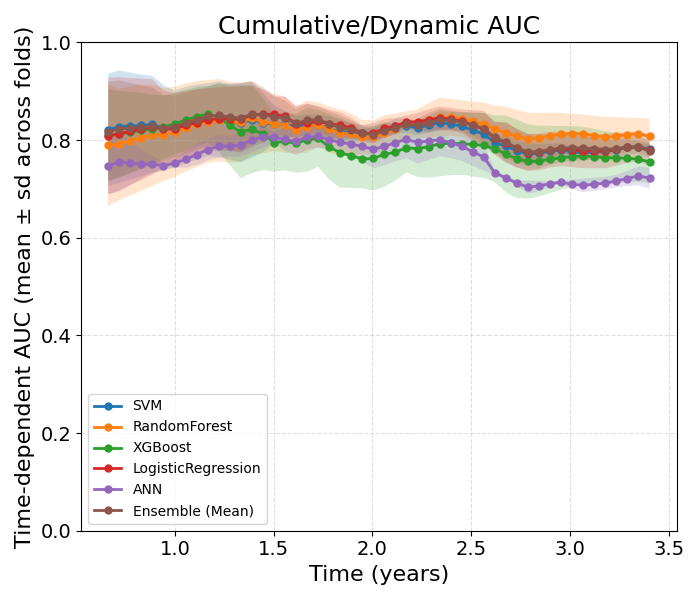 Cumulative/Dynamic AUC
Time-dependent AUC (mean ± sd across folds)
1.0
0.8
0.6
0.4
0.2
0.0
SVM
RandomForest
XGBoost
LogisticRegression
ANN
Ensemble (Mean)
1.0
1.5
2.0
2.5
3.0
3.5
Time (years)